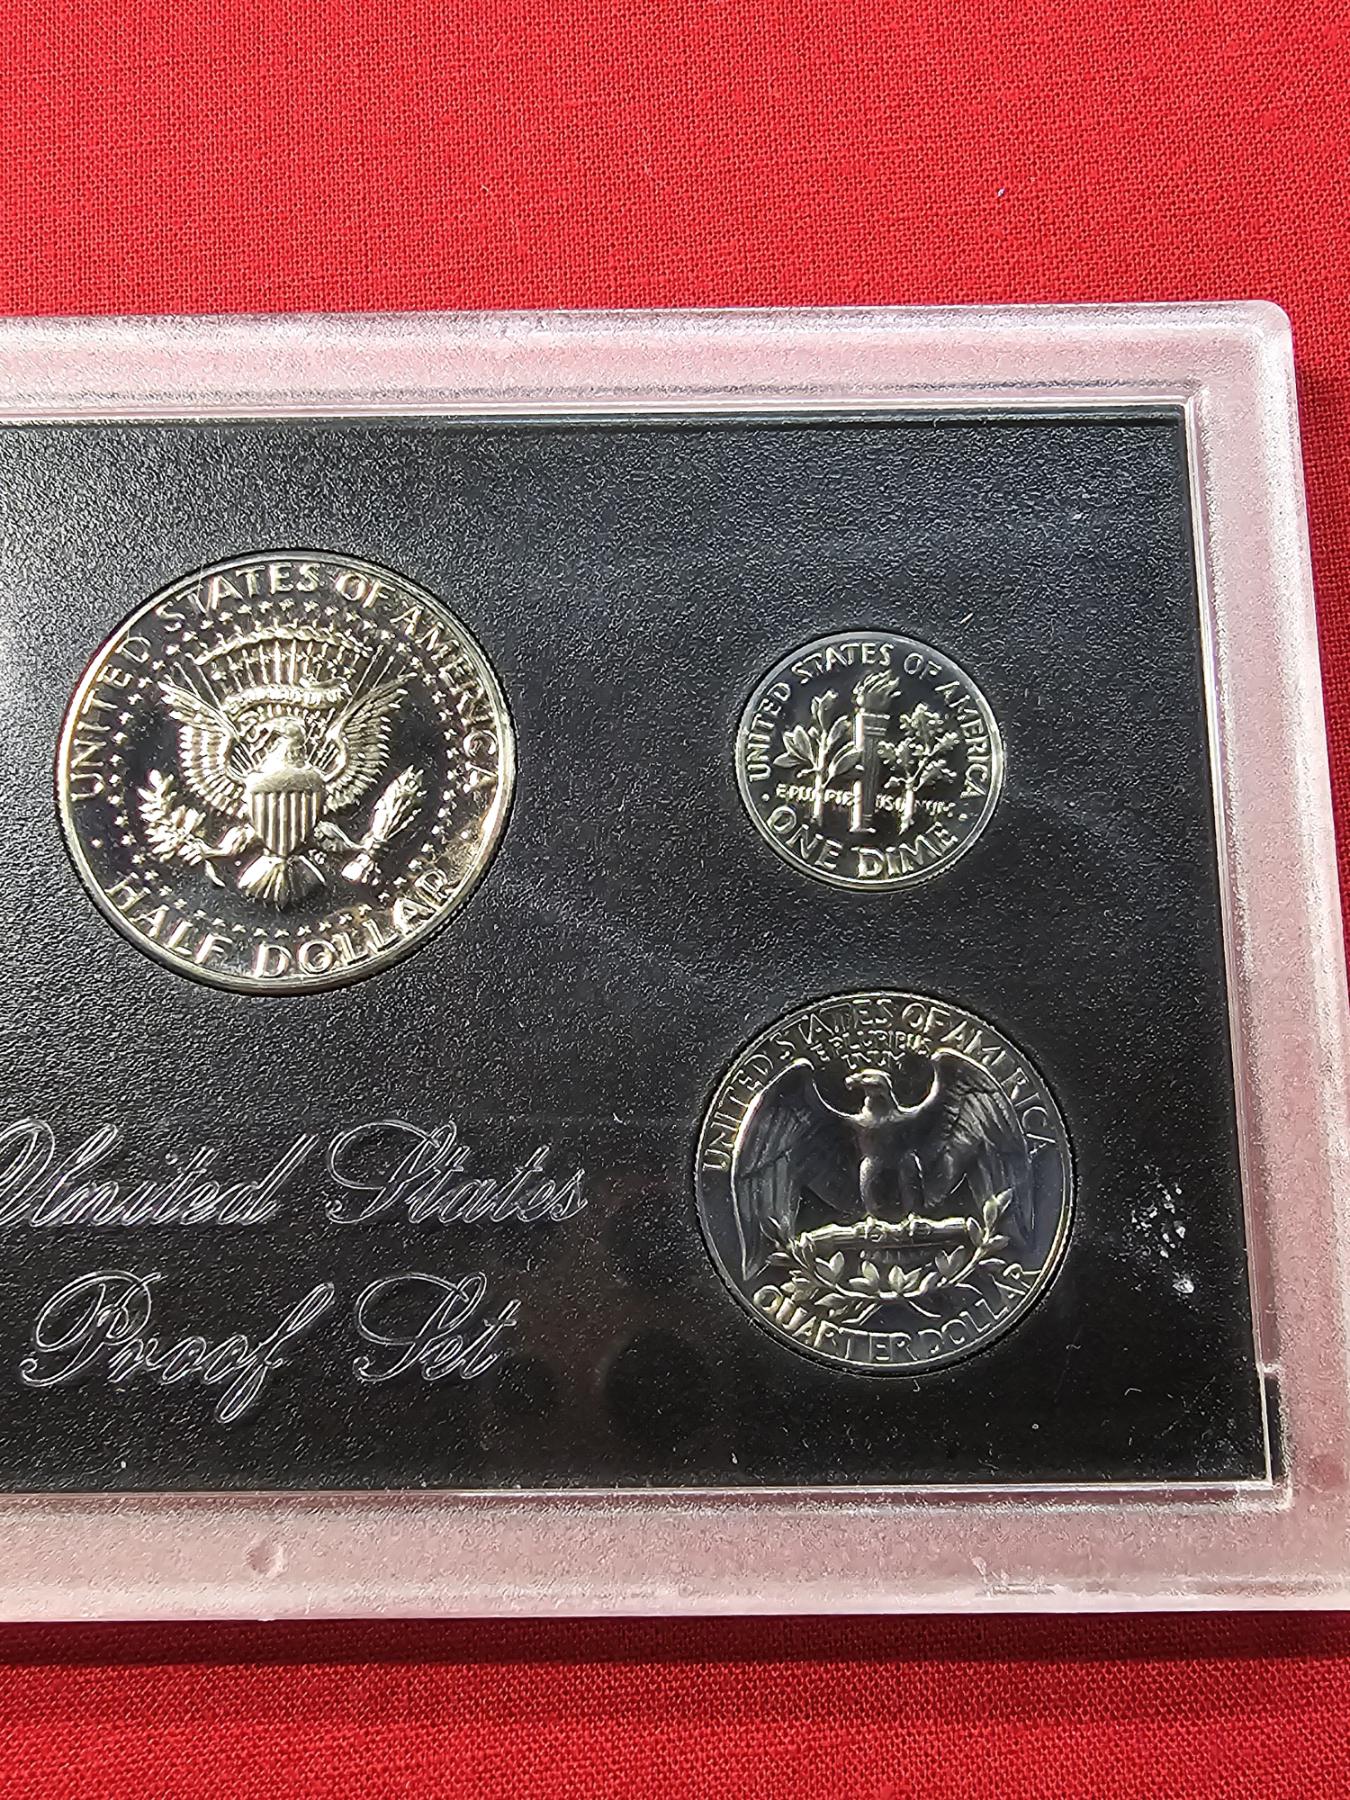 UNITED STATES OF AMERICA
HALF DOLLAR
UNITED STATES OF AMERICA
E PLURIBUS UNUM
ONE DIME
UNITED STATES OF AMERICA
E PLURIBUS
UNUM
QUARTER DOLLAR
United States
Proof Set